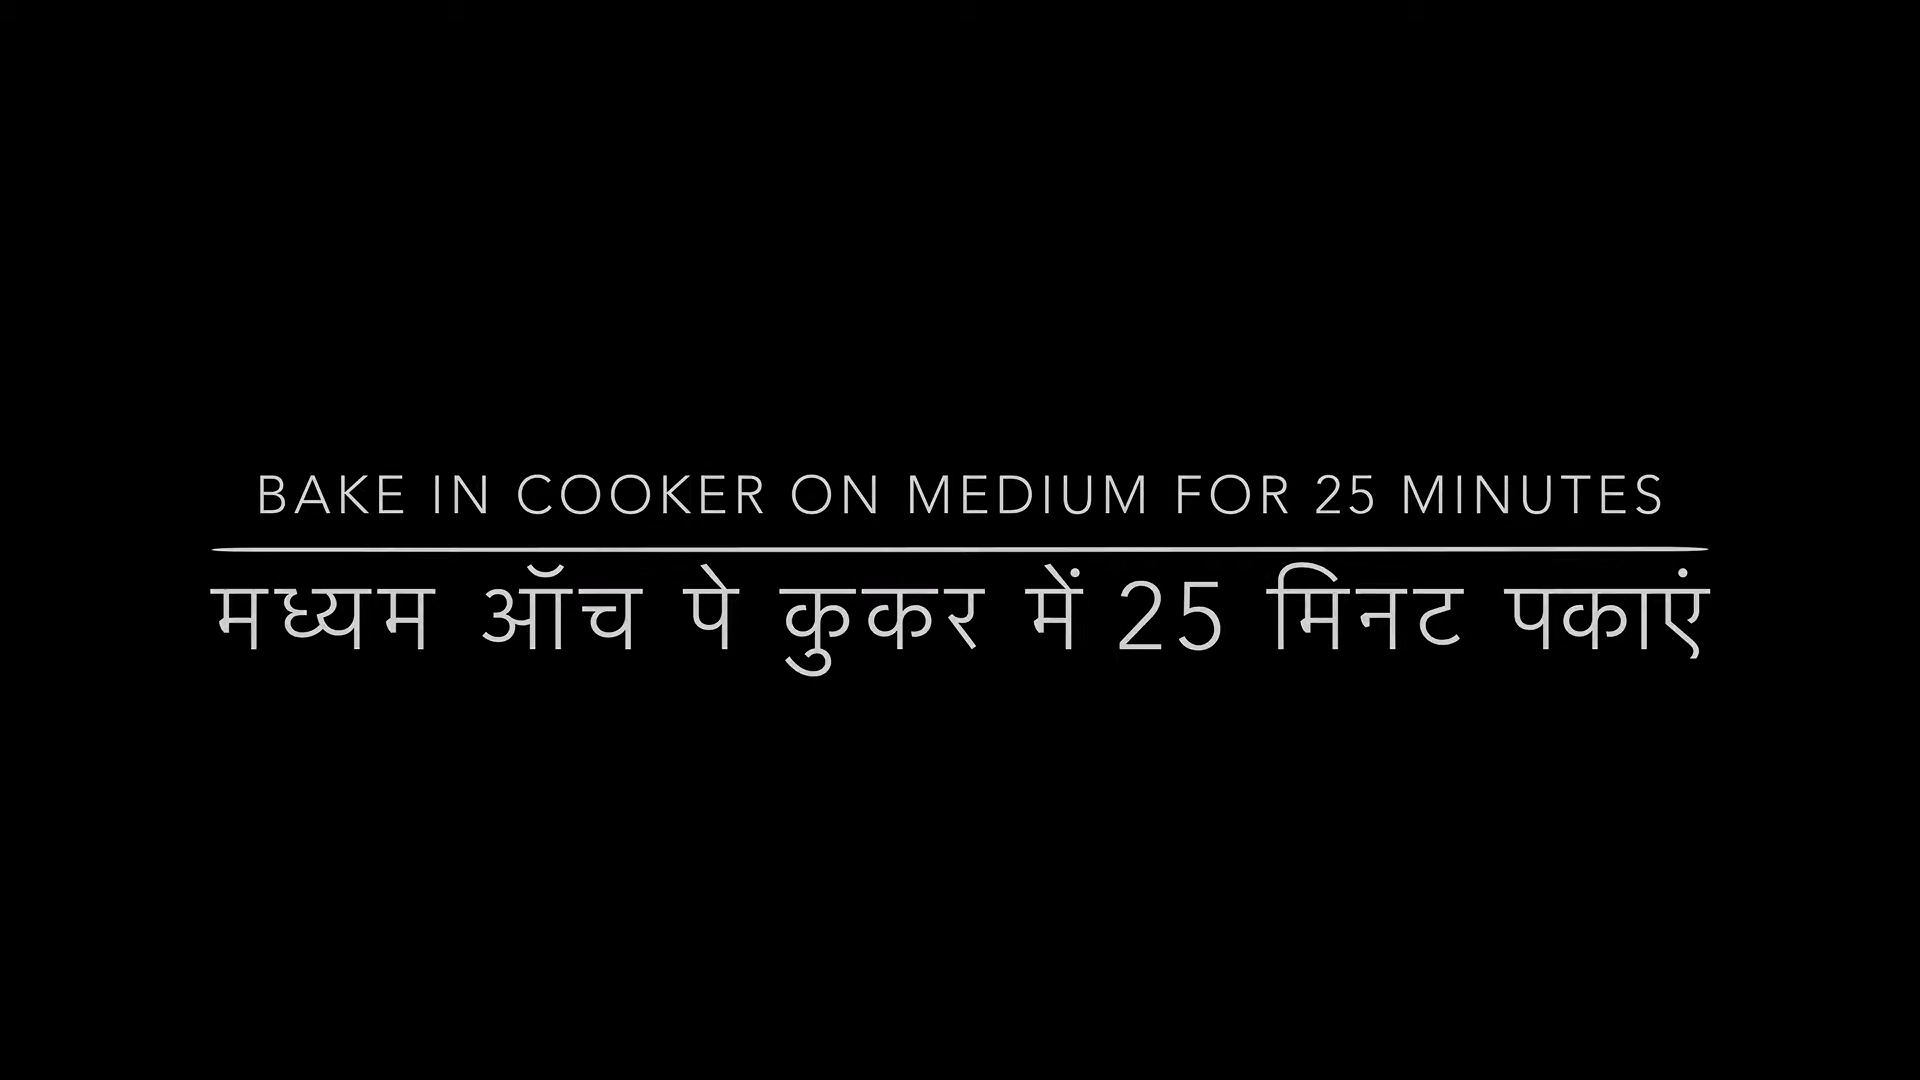 BAKE IN COOKER ON MEDIUM FOR 25 MINUTES
मध्यम ऑच पे कुकर में 25 मिनट पकाएं